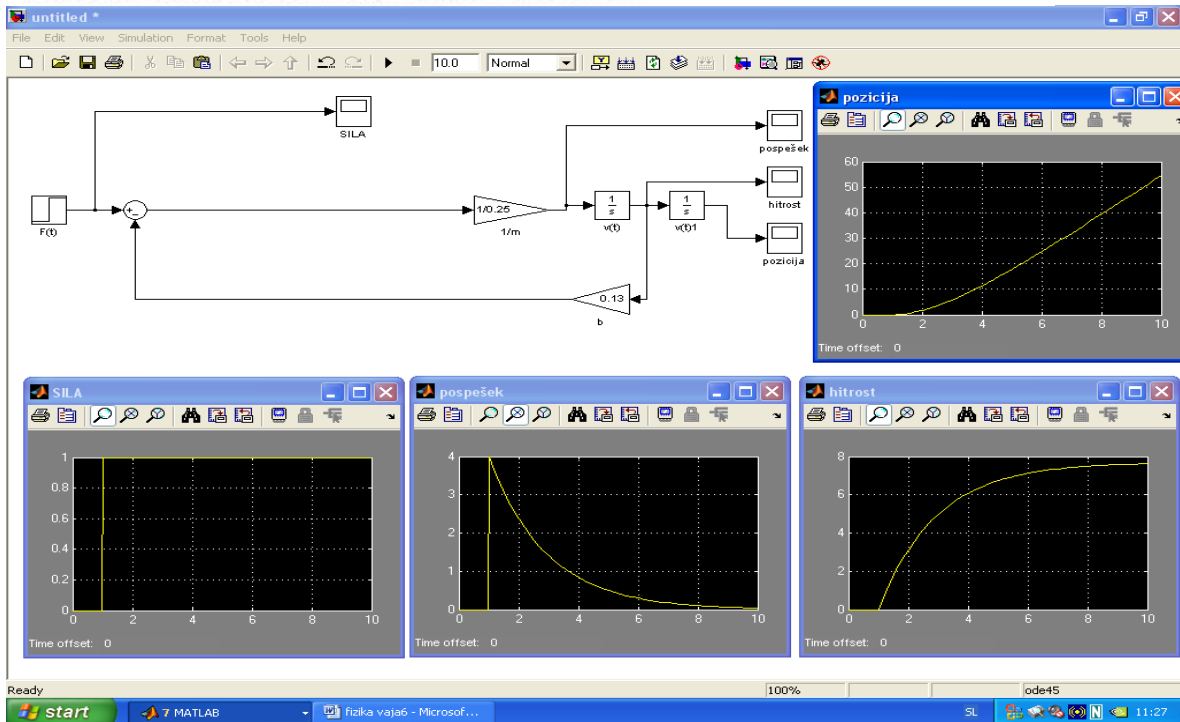 untitled *
File Edit View Simulation Format Tools Help
10.0 Normal
SILA
F(t)
+
−
1/0.25
1/m
1
s
v(t)
1
s
v(t)1
pospešek
hitrost
pozicija
0.13
b
pozicija
60
50
40
30
20
10
0
0 2 4 6 8 10
Time offset: 0
SILA
1
0.8
0.6
0.4
0.2
0
0 2 4 6 8 10
Time offset: 0
pospešek
4
3
2
1
0
0 2 4 6 8 10
Time offset: 0
hitrost
8
6
4
2
0
0 2 4 6 8 10
Time offset: 0
Ready 100% ode45
start 7 MATLAB fizika vaja6 - Microsof... SL N 11:27